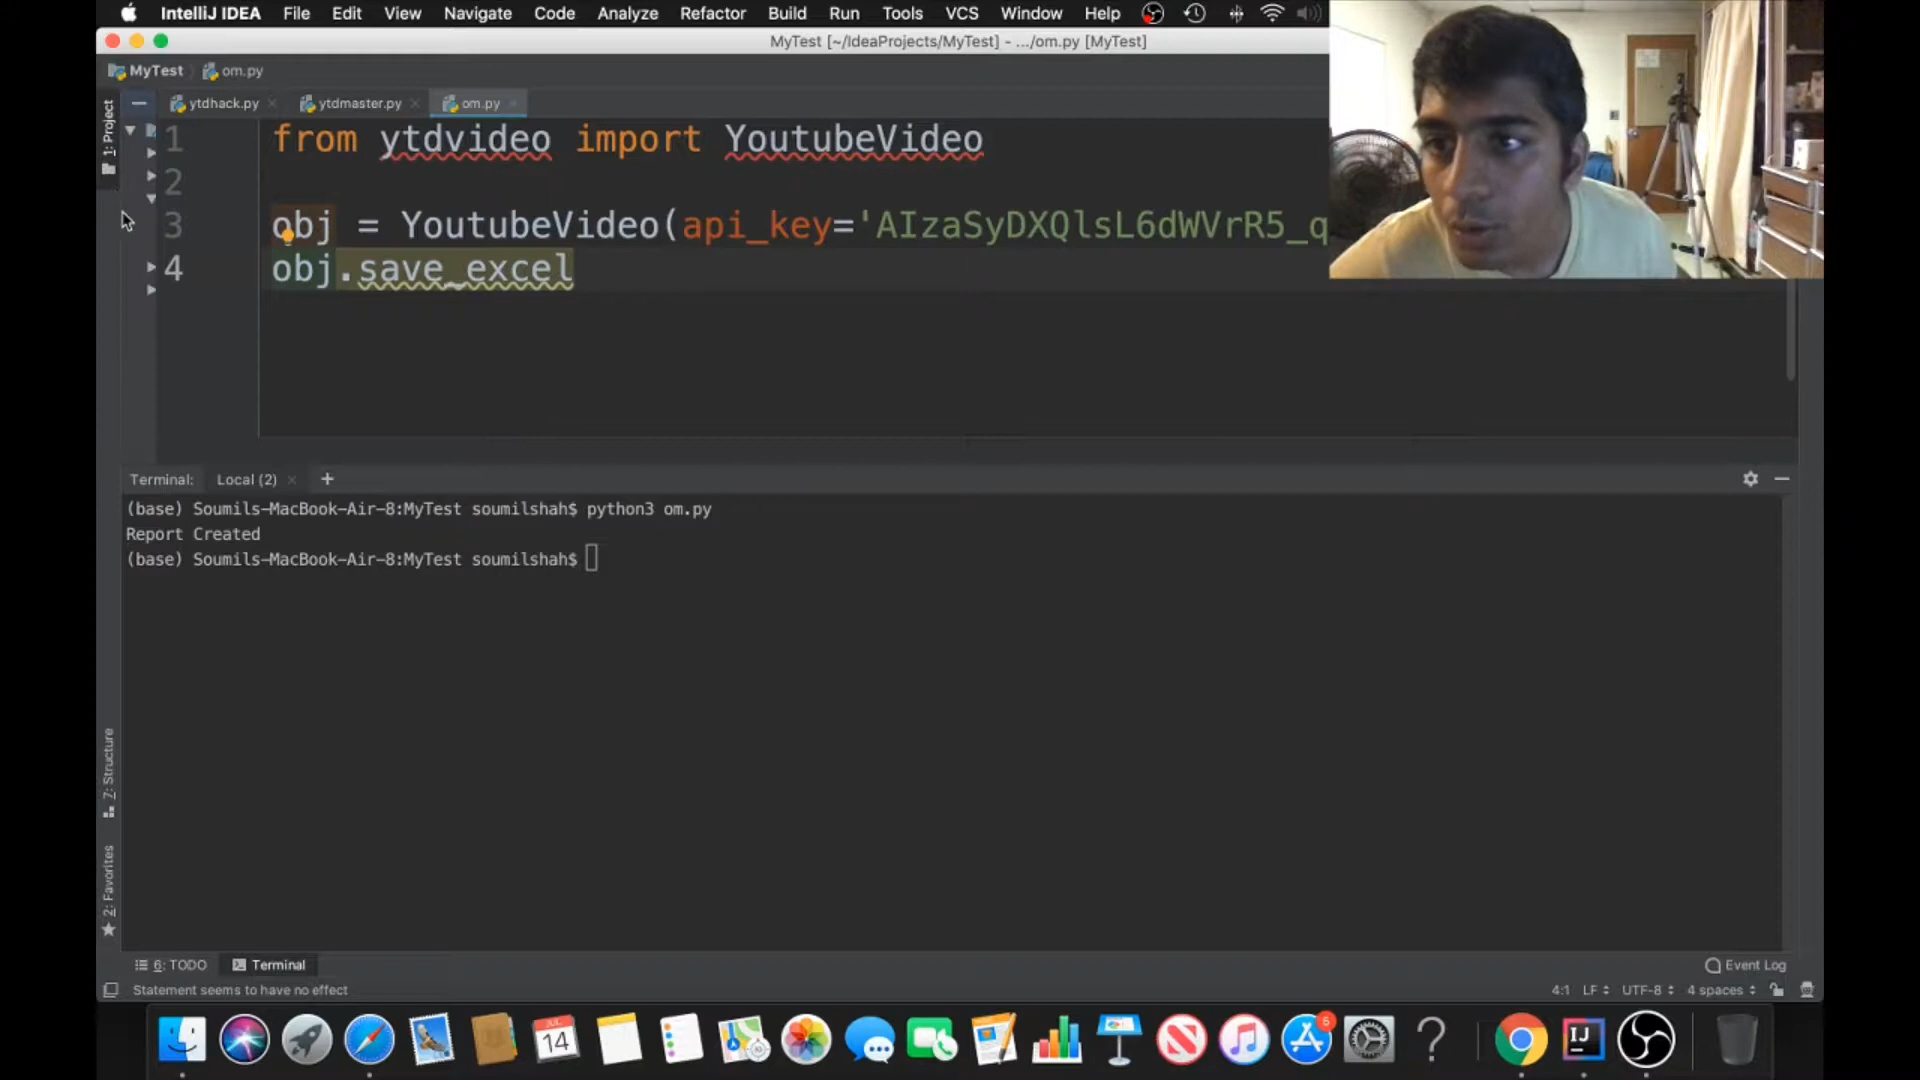 IntelliJ IDEA File Edit View Navigate Code Analyze Refactor Build Run Tools VCS Window Help
MyTest [~/IdeaProjects/MyTest] - .../om.py [MyTest]
MyTest om.py
1: Project
ytdhack.py ytdmaster.py om.py
1 from ytdvideo import YoutubeVideo
2
3 obj = YoutubeVideo(api_key='AIzaSyDXQlsL6dWVrR5_q
4 obj.save_excel
Terminal: Local (2) +
(base) Soumils-MacBook-Air-8:MyTest soumilshah$ python3 om.py
Report Created
(base) Soumils-MacBook-Air-8:MyTest soumilshah$
7: Structure
2: Favorites
6: TODO Terminal Event Log
Statement seems to have no effect 4:1 LF UTF-8 4 spaces
JUL
14
5
IJ